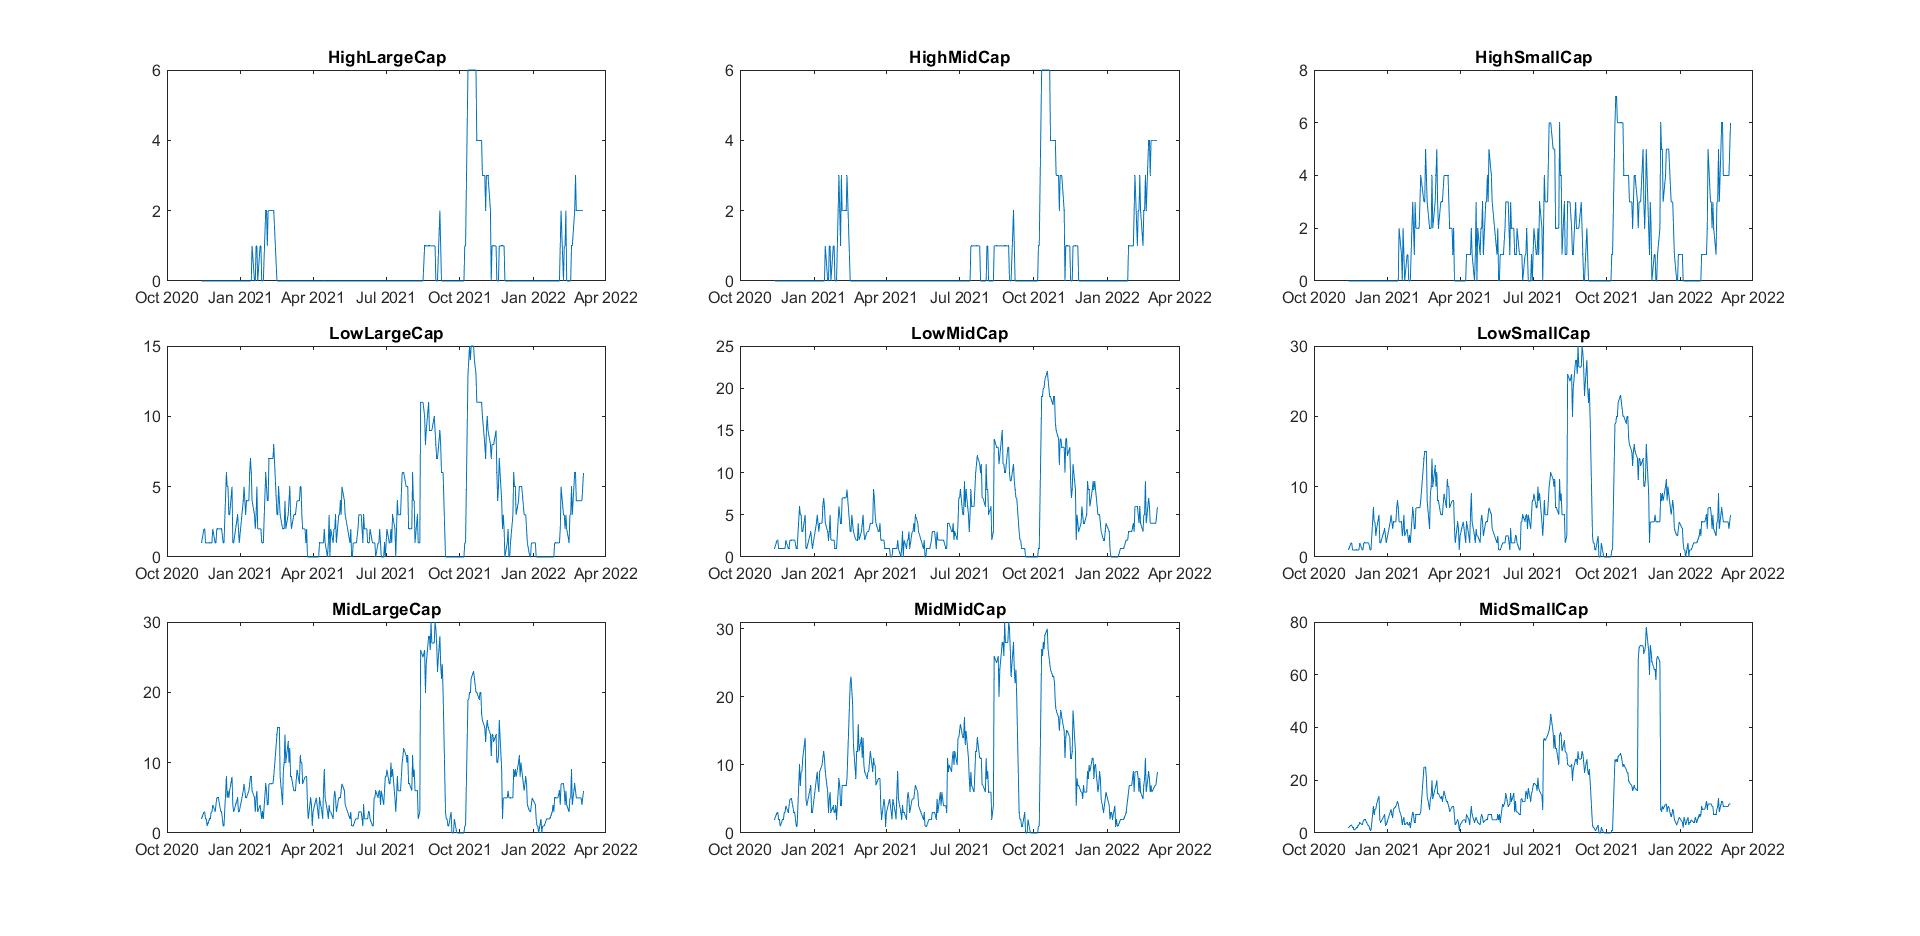 HighLargeCap HighMidCap HighSmallCap
6 6 8
6
4 4
4
2 2
2
0 0 0
Oct 2020 Jan 2021 Apr 2021 Jul 2021 Oct 2021 Jan 2022 Apr 2022 Oct 2020 Jan 2021 Apr 2021 Jul 2021 Oct 2021 Jan 2022 Apr 2022 Oct 2020 Jan 2021 Apr 2021 Jul 2021 Oct 2021 Jan 2022 Apr 2022
LowLargeCap LowMidCap LowSmallCap
15 25 30
20
10 20
15
10
5 10
5
0 0 0
Oct 2020 Jan 2021 Apr 2021 Jul 2021 Oct 2021 Jan 2022 Apr 2022 Oct 2020 Jan 2021 Apr 2021 Jul 2021 Oct 2021 Jan 2022 Apr 2022 Oct 2020 Jan 2021 Apr 2021 Jul 2021 Oct 2021 Jan 2022 Apr 2022
MidLargeCap MidMidCap MidSmallCap
30 30 80
60
20 20
40
10 10
20
0 0 0
Oct 2020 Jan 2021 Apr 2021 Jul 2021 Oct 2021 Jan 2022 Apr 2022 Oct 2020 Jan 2021 Apr 2021 Jul 2021 Oct 2021 Jan 2022 Apr 2022 Oct 2020 Jan 2021 Apr 2021 Jul 2021 Oct 2021 Jan 2022 Apr 2022